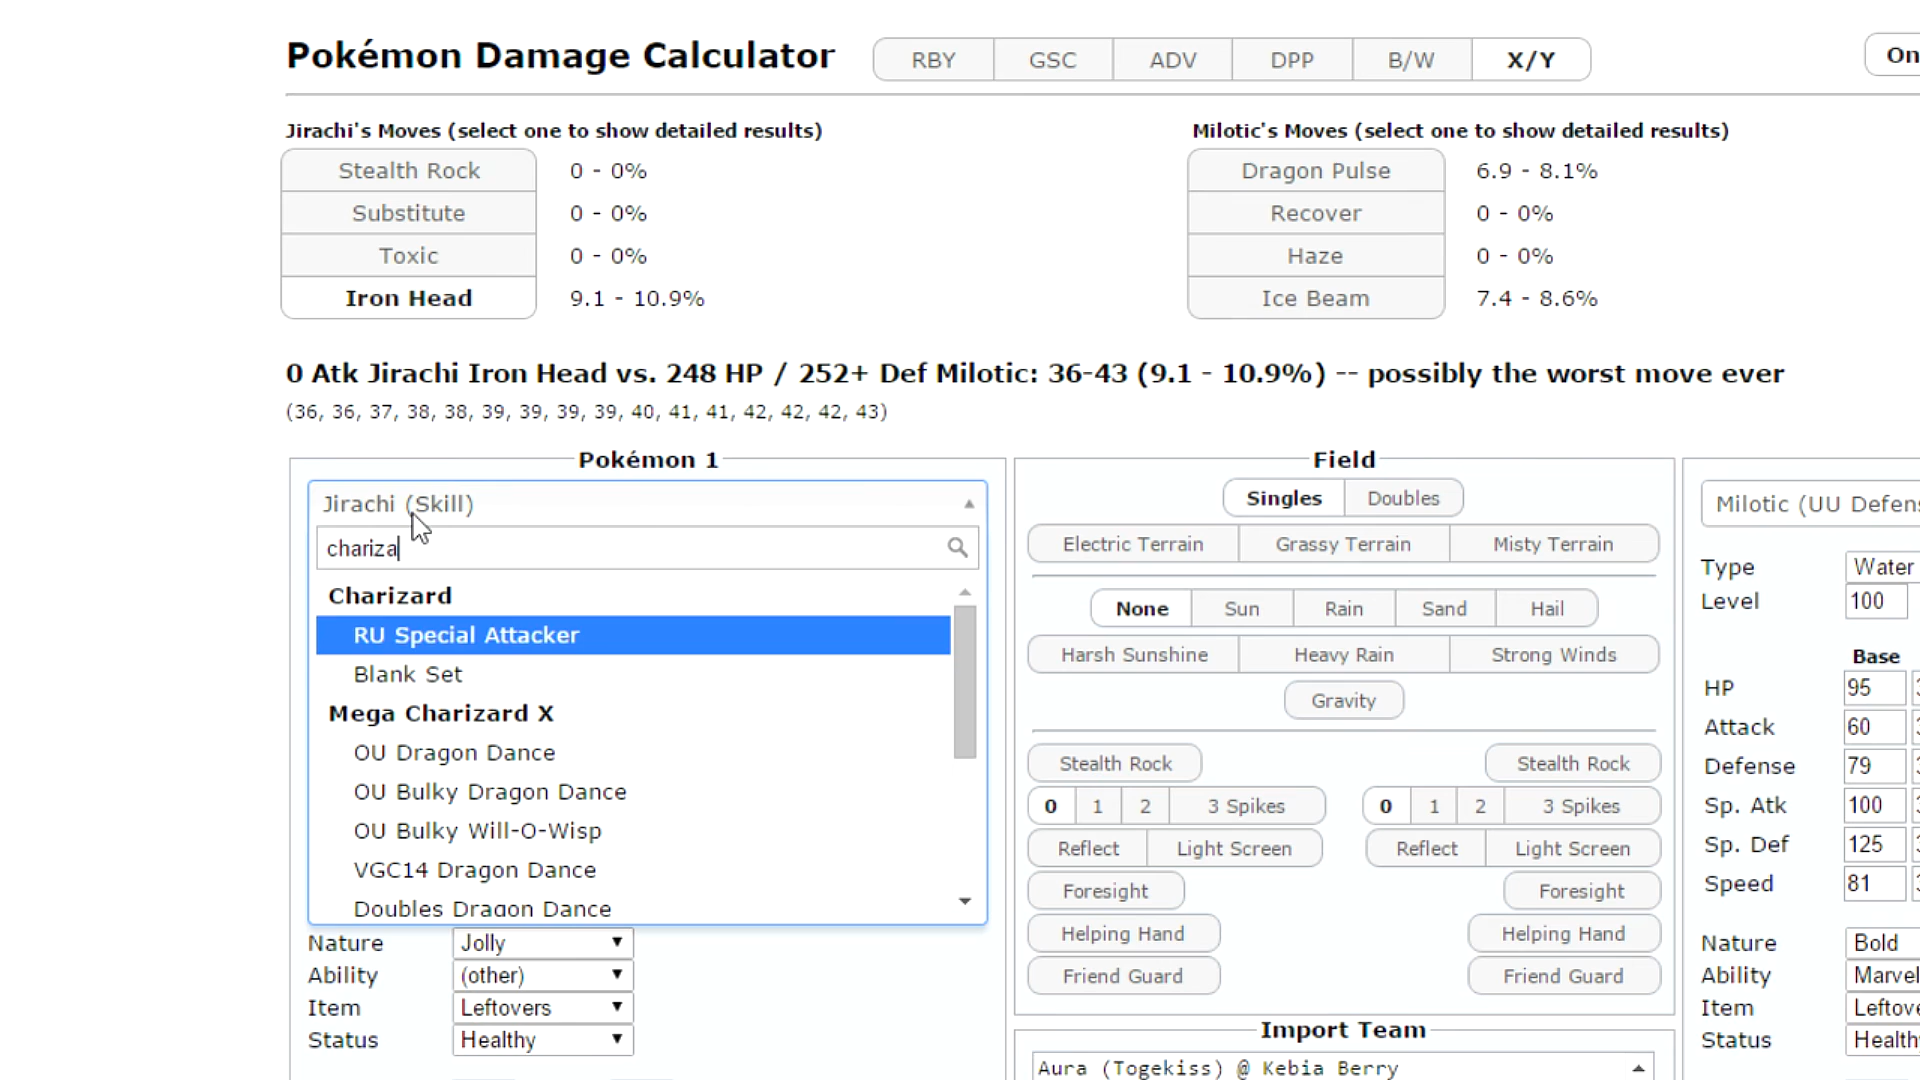 Pokémon Damage Calculator
RBY GSC ADV DPP B/W X/Y
On
Jirachi's Moves (select one to show detailed results)
Stealth Rock 0 - 0%
Substitute 0 - 0%
Toxic 0 - 0%
Iron Head 9.1 - 10.9%
Milotic's Moves (select one to show detailed results)
Dragon Pulse 6.9 - 8.1%
Recover 0 - 0%
Haze 0 - 0%
Ice Beam 7.4 - 8.6%
0 Atk Jirachi Iron Head vs. 248 HP / 252+ Def Milotic: 36-43 (9.1 - 10.9%) -- possibly the worst move ever
(36, 36, 37, 38, 38, 39, 39, 39, 39, 40, 41, 41, 42, 42, 42, 43)
Pokémon 1
Jirachi (Skill)
chariza
Charizard
RU Special Attacker
Blank Set
Mega Charizard X
OU Dragon Dance
OU Bulky Dragon Dance
OU Bulky Will-O-Wisp
VGC14 Dragon Dance
Doubles Dragon Dance
Nature Jolly
Ability (other)
Item Leftovers
Status Healthy
Field
Singles Doubles
Electric Terrain Grassy Terrain Misty Terrain
None Sun Rain Sand Hail
Harsh Sunshine Heavy Rain Strong Winds
Gravity
Stealth Rock Stealth Rock
0 1 2 3 Spikes 0 1 2 3 Spikes
Reflect Light Screen Reflect Light Screen
Foresight Foresight
Helping Hand Helping Hand
Friend Guard Friend Guard
Import Team
Aura (Togekiss) @ Kebia Berry
Milotic (UU Defens
Type Water
Level 100
Base
HP 95
Attack 60
Defense 79
Sp. Atk 100
Sp. Def 125
Speed 81
Nature Bold
Ability Marvel
Item Leftove
Status Health